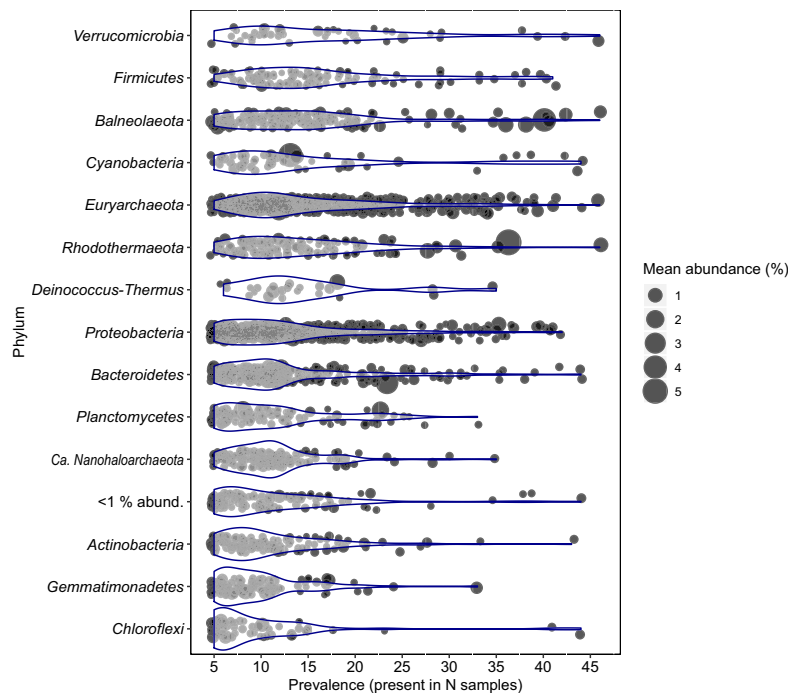 Verrucomicrobia
Firmicutes
Balneolaeota
Cyanobacteria
Euryarchaeota
Rhodothermaeota
Deinococcus-Thermus
Proteobacteria
Bacteroidetes
Planctomycetes
Ca. Nanohaloarchaeota
<1 % abund.
Actinobacteria
Gemmatimonadetes
Chloroflexi
Phylum
5 10 15 20 25 30 35 40 45
Prevalence (present in N samples)
Mean abundance (%)
1
2
3
4
5